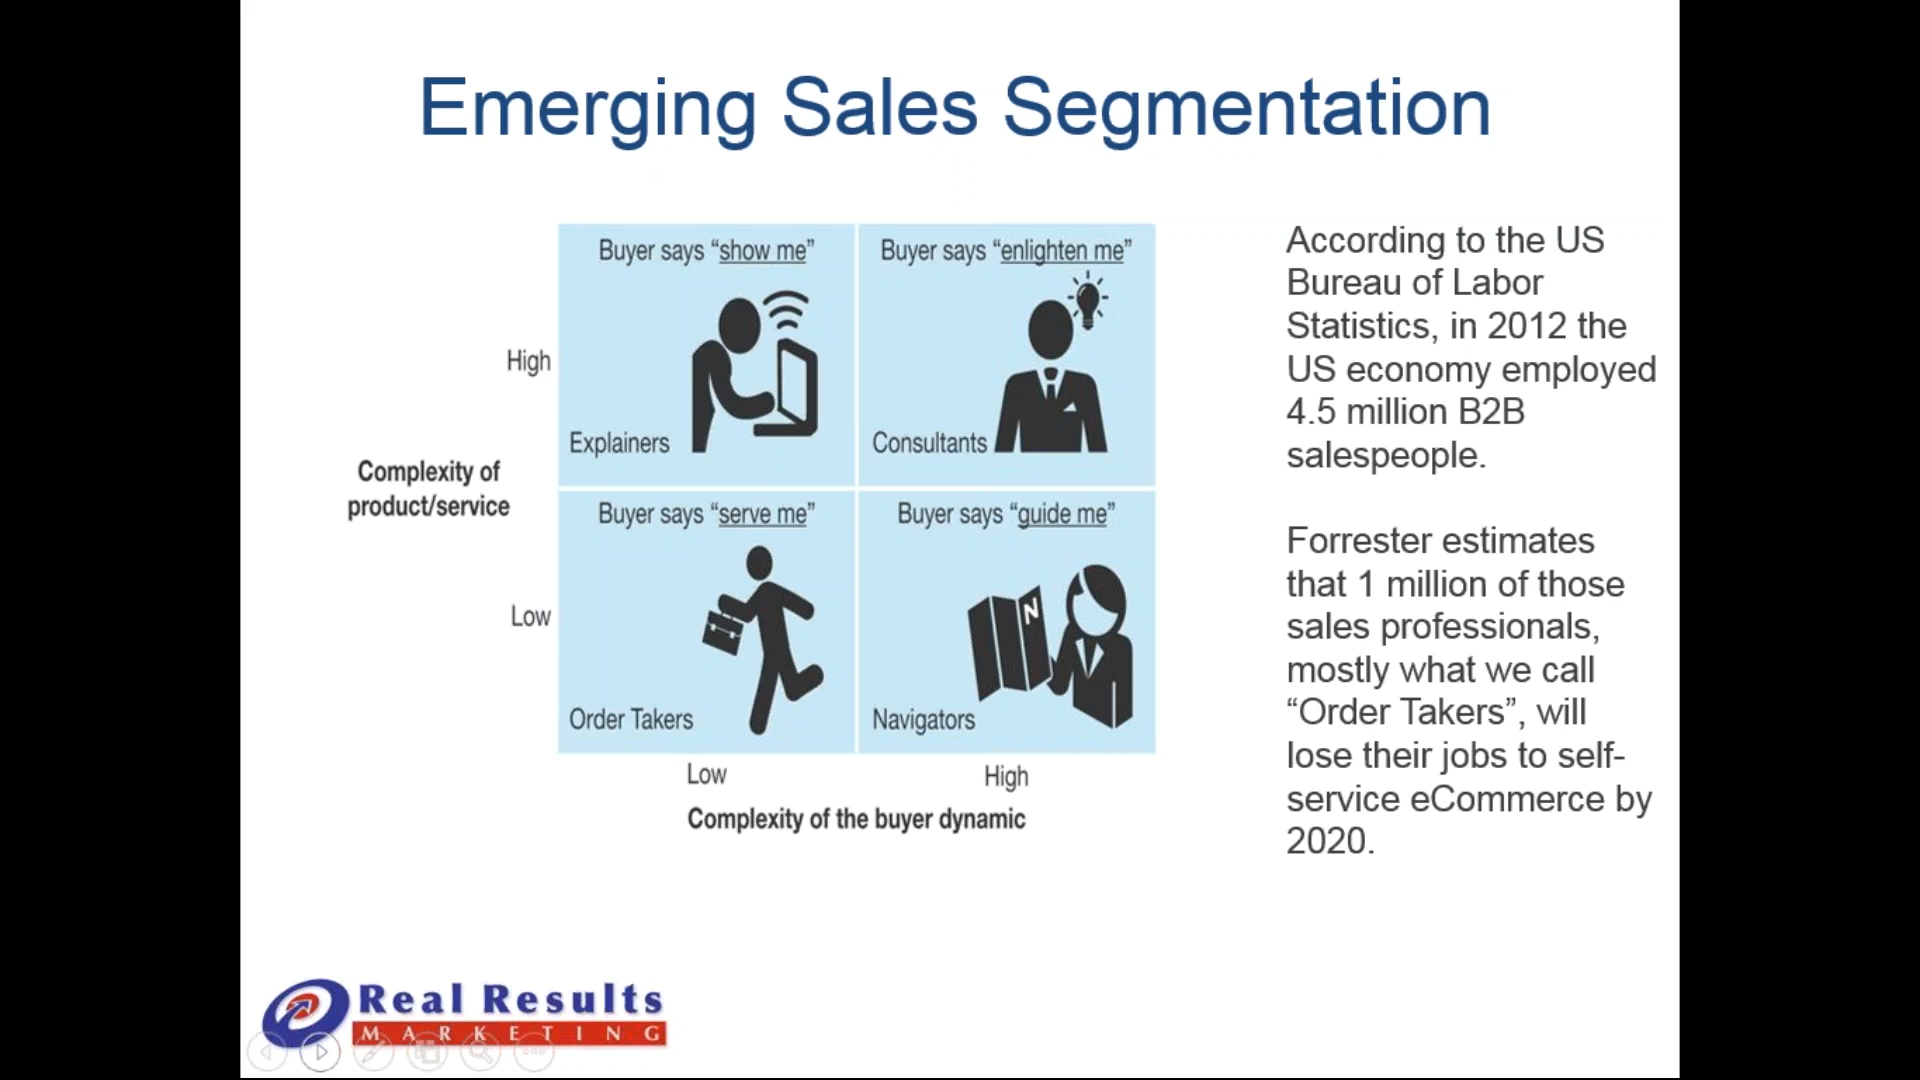 Emerging Sales Segmentation
Buyer says “show me”
Buyer says “enlighten me”
High
Explainers
Consultants
Complexity of
product/service
Buyer says “serve me”
Buyer says “guide me”
N
Low
Order Takers
Navigators
Low
High
Complexity of the buyer dynamic
According to the US
Bureau of Labor
Statistics, in 2012 the
US economy employed
4.5 million B2B
salespeople.
Forrester estimates
that 1 million of those
sales professionals,
mostly what we call
“Order Takers”, will
lose their jobs to self-
service eCommerce by
2020.
Real Results
MARKETING